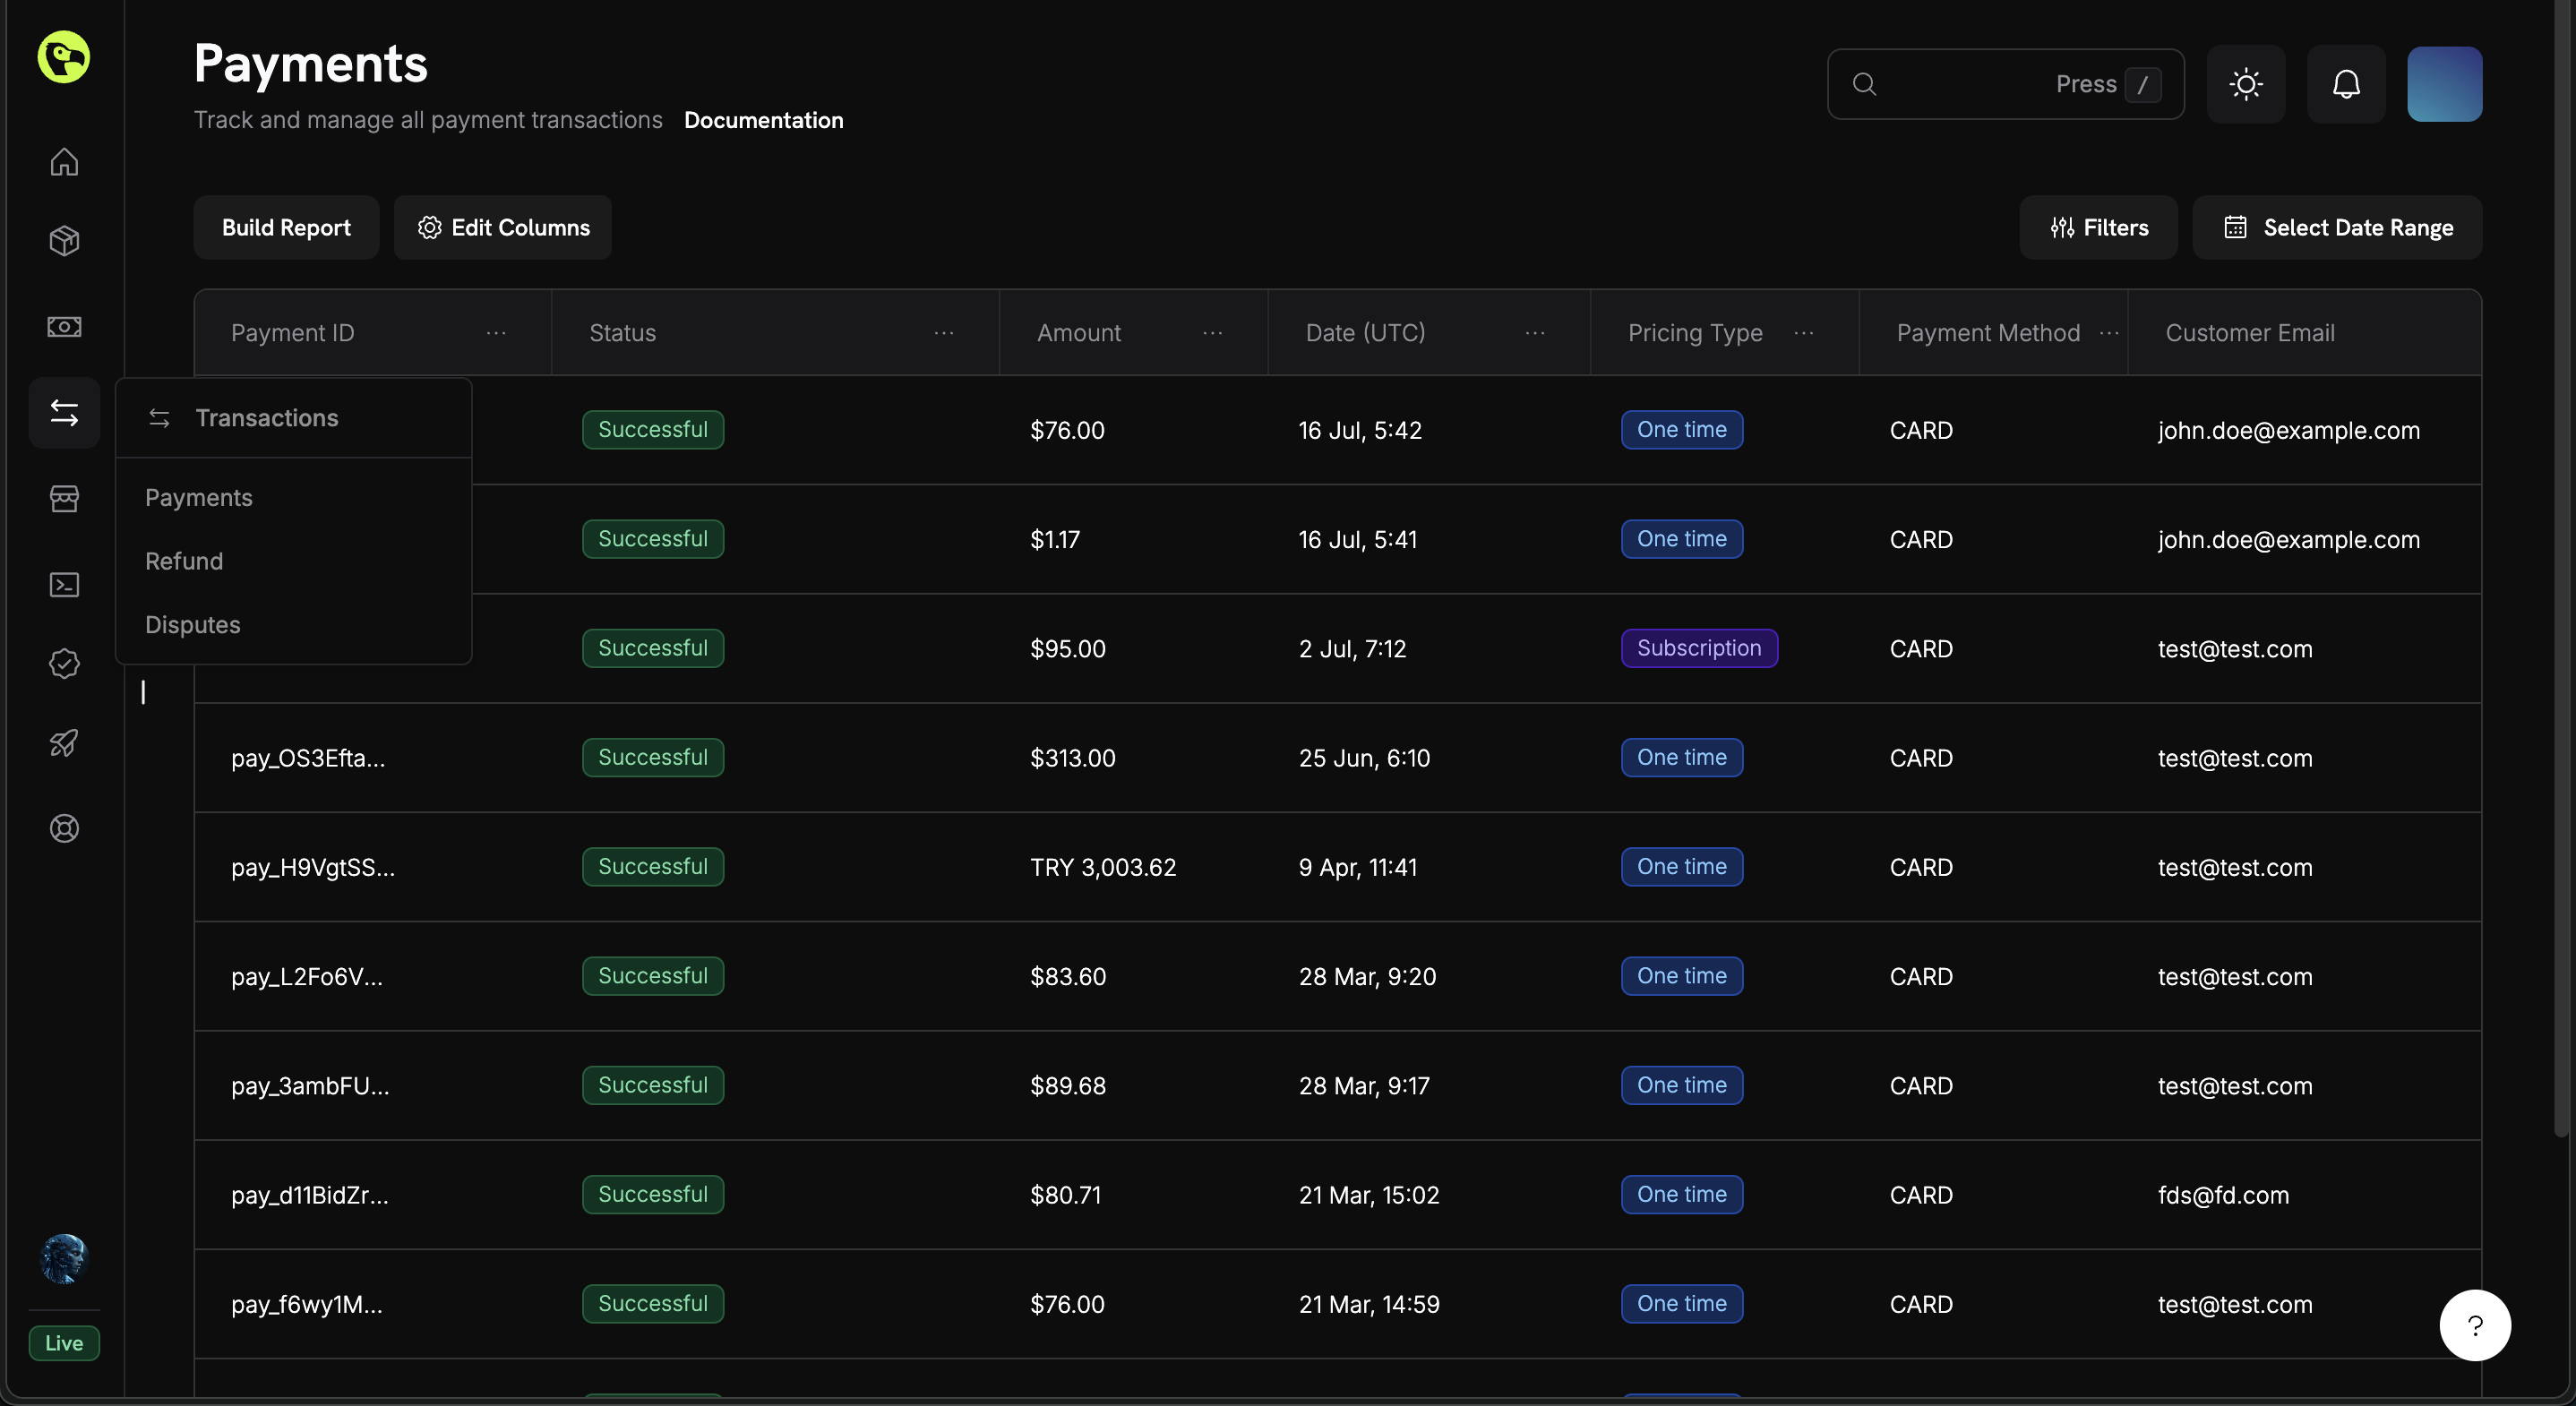 Payments
Track and manage all payment transactions Documentation
Press /
Build Report Edit Columns Filters Select Date Range
Payment ID ... Status ... Amount ... Date (UTC) ... Pricing Type ... Payment Method ... Customer Email
Transactions
Payments
Refund
Disputes
Successful $76.00 16 Jul, 5:42 One time CARD john.doe@example.com
Successful $1.17 16 Jul, 5:41 One time CARD john.doe@example.com
Successful $95.00 2 Jul, 7:12 Subscription CARD test@test.com
pay_OS3Efta... Successful $313.00 25 Jun, 6:10 One time CARD test@test.com
pay_H9VgtSS... Successful TRY 3,003.62 9 Apr, 11:41 One time CARD test@test.com
pay_L2Fo6V... Successful $83.60 28 Mar, 9:20 One time CARD test@test.com
pay_3ambFU... Successful $89.68 28 Mar, 9:17 One time CARD test@test.com
pay_d11BidZr... Successful $80.71 21 Mar, 15:02 One time CARD fds@fd.com
pay_f6wy1M... Successful $76.00 21 Mar, 14:59 One time CARD test@test.com
?
Live